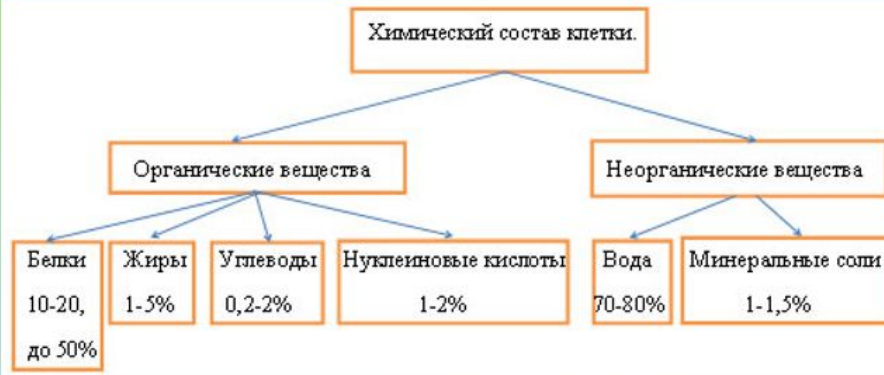 Химический состав клетки.
Органические вещества
Неорганические вещества
Белки
10-20,
до 50%
Жиры
1-5%
Углеводы
0,2-2%
Нуклеиновые кислоты
1-2%
Вода
70-80%
Минеральные соли
1-1,5%